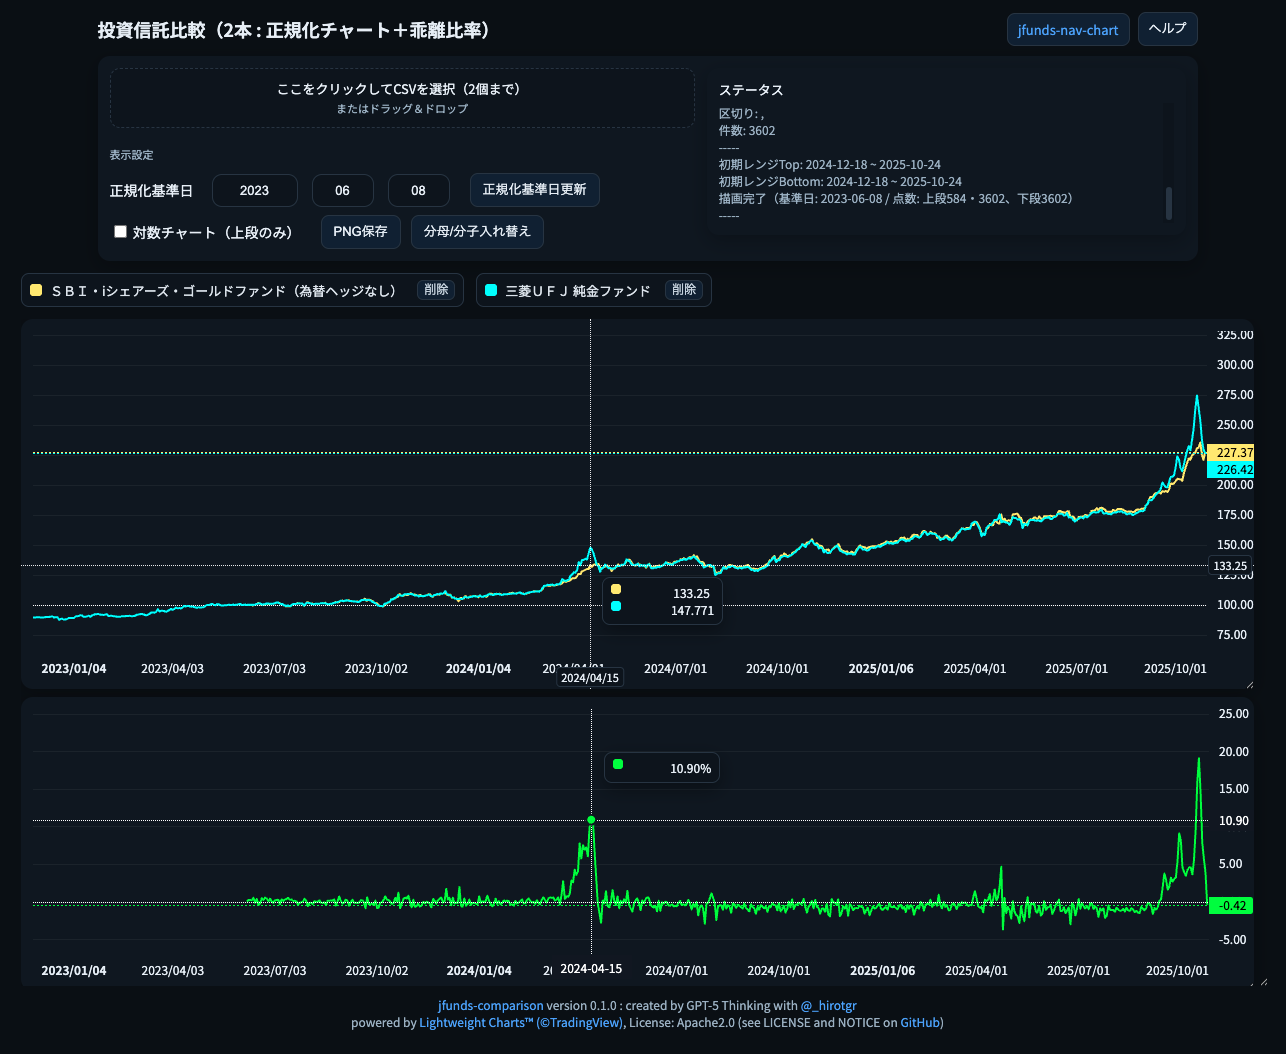 投資信託比較（2本 : 正規化チャート＋乖離比率）
jfunds-nav-chart
ヘルプ
ここをクリックしてCSVを選択（2個まで）
またはドラッグ＆ドロップ
表示設定
正規化基準日 2023 06 08 正規化基準日更新
対数チャート（上段のみ） PNG保存 分母/分子入れ替え
ステータス
区切り: ,
件数: 3602
-----
初期レンジTop: 2024-12-18 ~ 2025-10-24
初期レンジBottom: 2024-12-18 ~ 2025-10-24
描画完了（基準日: 2023-06-08 / 点数: 上段584・3602、下段3602）
-----
ＳＢＩ・iシェアーズ・ゴールドファンド（為替ヘッジなし） 削除
三菱ＵＦＪ 純金ファンド 削除
325.00
300.00
275.00
250.00
227.37
226.42
200.00
175.00
150.00
133.25
125.00
100.00
75.00
133.25
147.771
2023/01/04 2023/04/03 2023/07/03 2023/10/02 2024/01/04 2024/04/01 2024/07/01 2024/10/01 2025/01/06 2025/04/01 2025/07/01 2025/10/01
2024/04/15
25.00
20.00
15.00
10.90
5.00
-0.42
-5.00
10.90%
2023/01/04 2023/04/03 2023/07/03 2023/10/02 2024/01/04 2024-04-15 2024/07/01 2024/10/01 2025/01/06 2025/04/01 2025/07/01 2025/10/01
jfunds-comparison version 0.1.0 : created by GPT-5 Thinking with @_hirotgr
powered by Lightweight Charts™ (©TradingView), License: Apache2.0 (see LICENSE and NOTICE on GitHub)